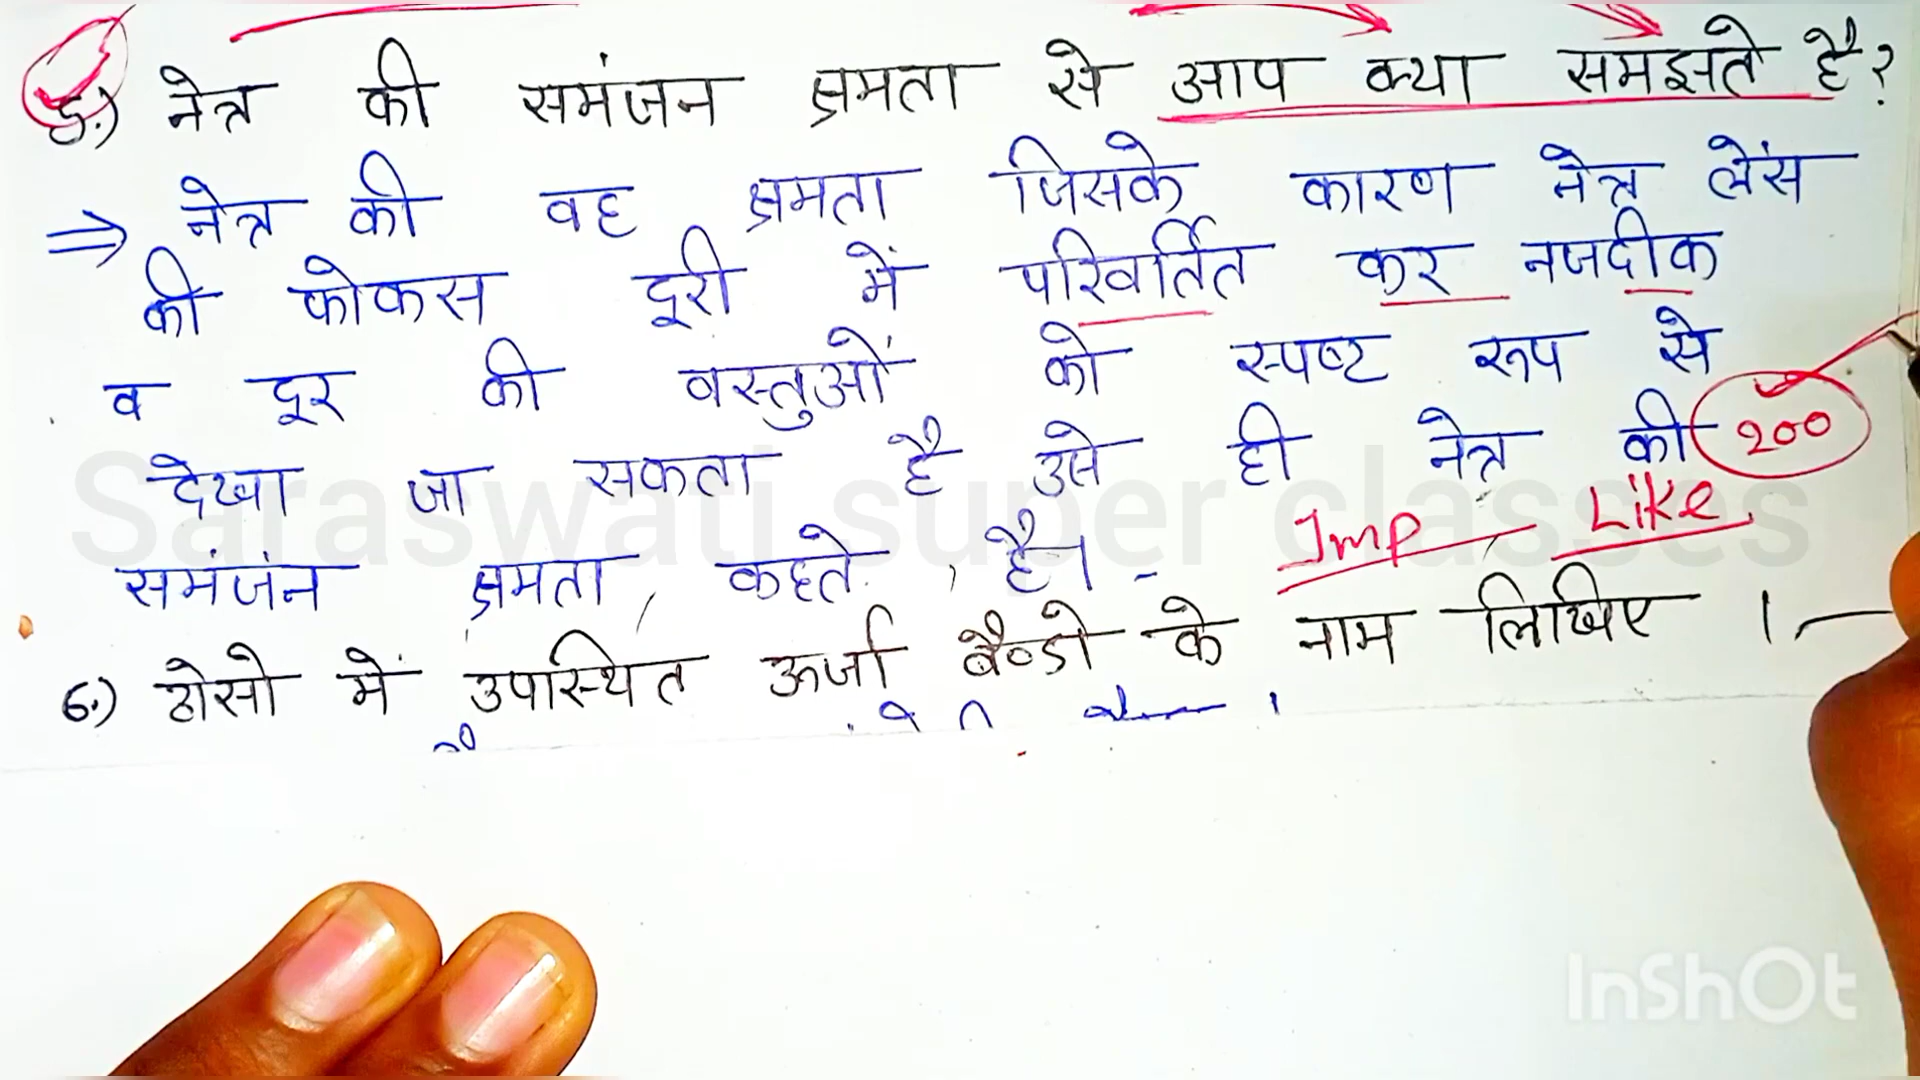 5.) नेत्र की समंजन क्षमता से आप क्या समझते है?
⇒ नेत्र की वह क्षमता जिसके कारण नेत्र लेंस
की फोकस दूरी में परिवर्तित कर नजदीक
व दूर की वस्तुओं को स्पष्ट रूप से
देखा जा सकता है उसे ही नेत्र की
200
समंजंन क्षमता कहते है।
Imp Like
6.) ठोसो में उपस्थित ऊर्जा बैण्डो के नाम लिखिए ।
Saraswati super classes
InShOt